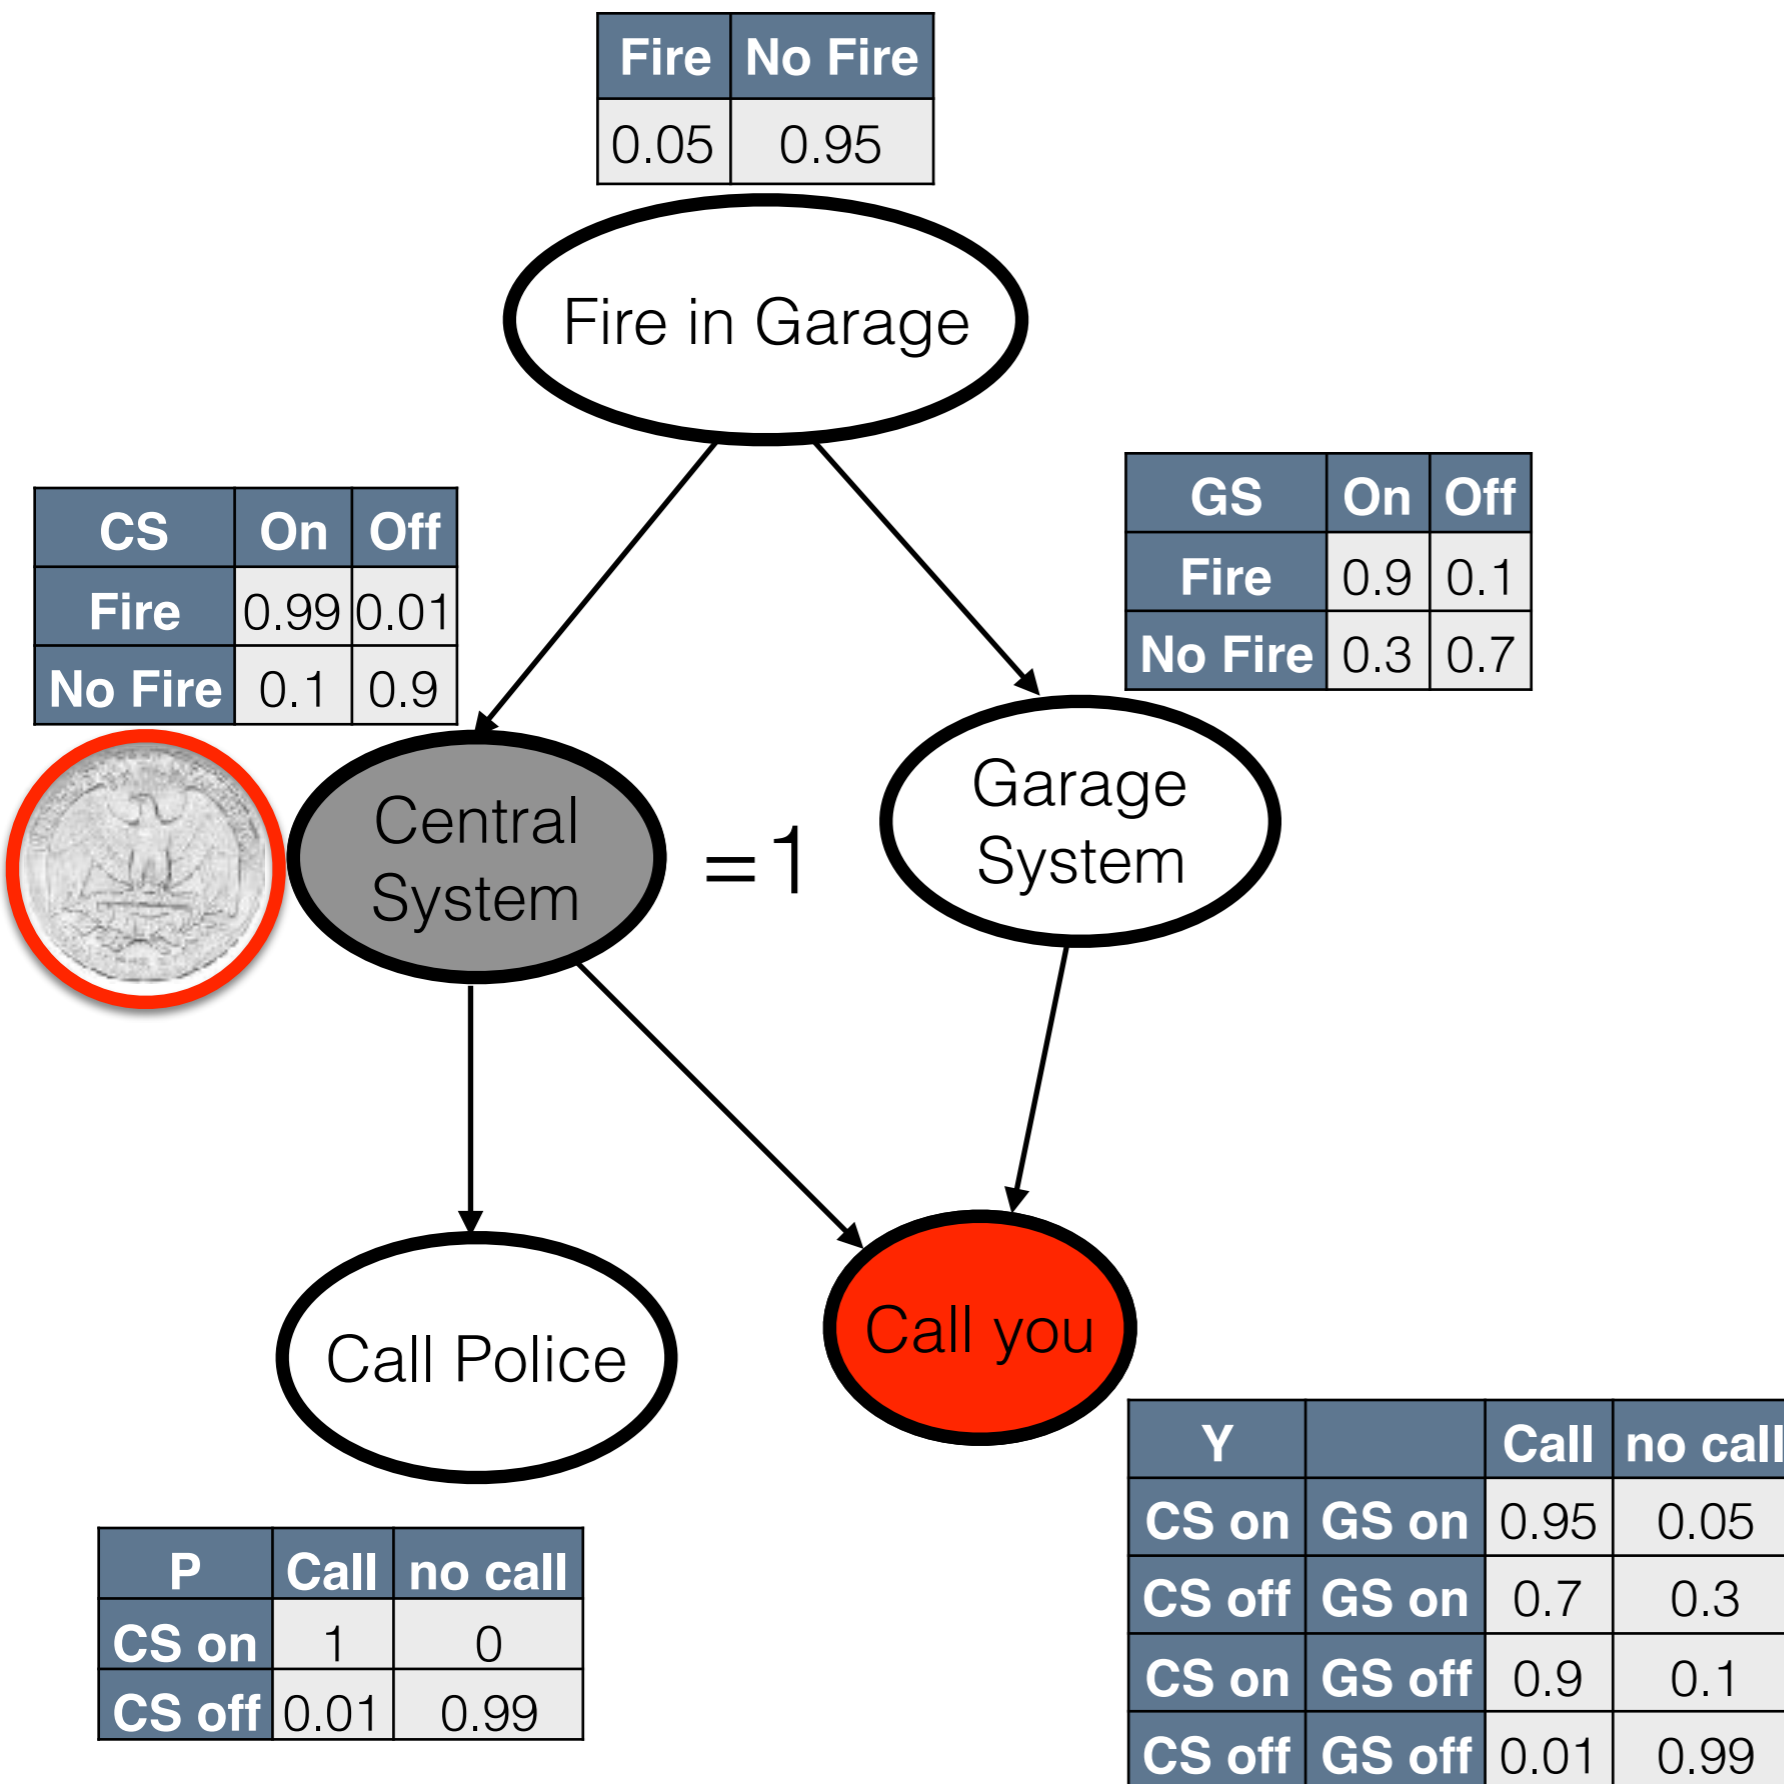 Fire No Fire
0.05 0.95
Fire in Garage
CS On Off
Fire 0.99 0.01
No Fire 0.1 0.9
GS On Off
Fire 0.9 0.1
No Fire 0.3 0.7
Central
System
=1
Garage
System
Call Police
Call you
P Call no call
CS on 1 0
CS off 0.01 0.99
Y Call no call
CS on GS on 0.95 0.05
CS off GS on 0.7 0.3
CS on GS off 0.9 0.1
CS off GS off 0.01 0.99